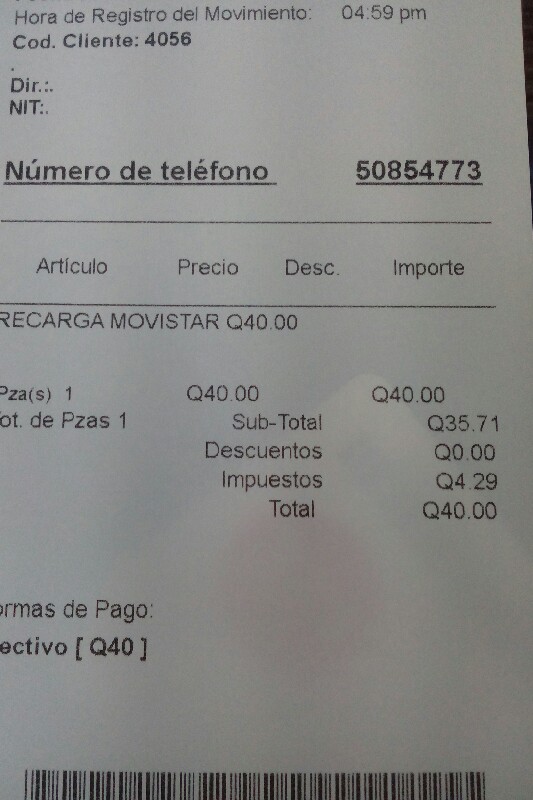 Hora de Registro del Movimiento: 04:59 pm
Cod. Cliente: 4056
.
Dir.:.
NIT:.
Número de teléfono 50854773
Artículo Precio Desc. Importe
RECARGA MOVISTAR Q40.00
Pza(s) 1 Q40.00 Q40.00
ot. de Pzas 1 Sub-Total Q35.71
Descuentos Q0.00
Impuestos Q4.29
Total Q40.00
ormas de Pago:
ectivo [ Q40 ]